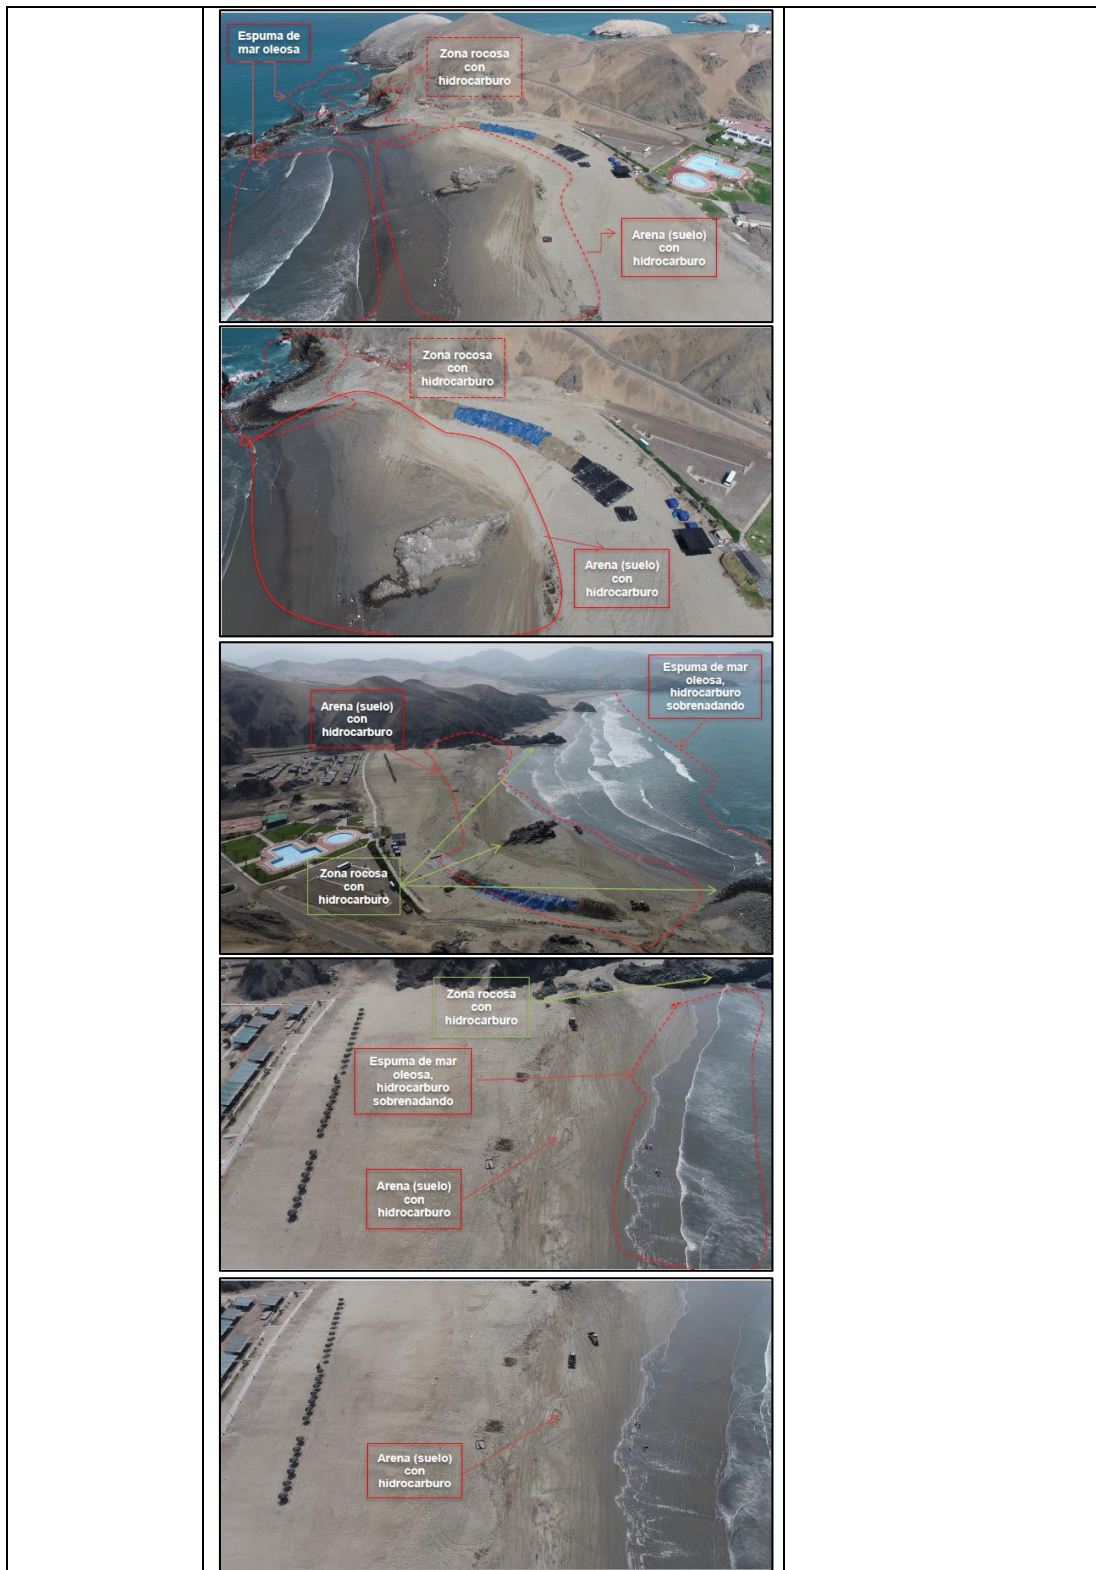 Espuma de
mar oleosa
Zona rocosa
con
hidrocarburo
Arena (suelo)
con
hidrocarburo
Zona rocosa
con
hidrocarburo
Arena (suelo)
con
hidrocarburo
Espuma de mar
oleosa,
hidrocarburo
sobrenadando
Arena (suelo)
con
hidrocarburo
Zona rocosa
con
hidrocarburo
Zona rocosa
con
hidrocarburo
Espuma de mar
oleosa,
hidrocarburo
sobrenadando
Arena (suelo)
con
hidrocarburo
Arena (suelo)
con
hidrocarburo